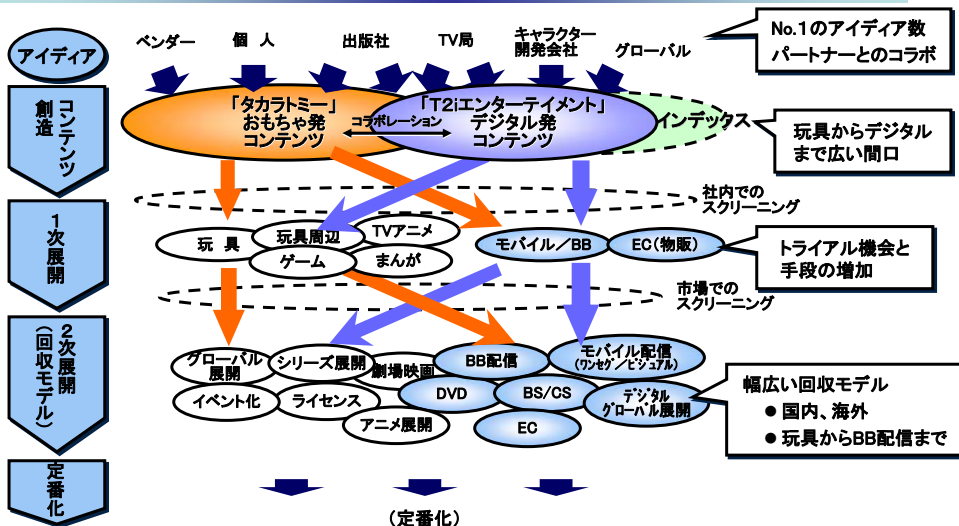 アイディア
ベンダー
個 人
出版社
TV局
キャラクター
開発会社
グローバル
No.1のアイディア数
パートナーとのコラボ
コンテンツ
創造
「タカラトミー」
おもちゃ発
コンテンツ
コラボレーション
「T2iエンターテイメント」
デジタル発
コンテンツ
インデックス
玩具からデジタル
まで広い間口
社内での
スクリーニング
1次展開
玩 具
玩具周辺
TVアニメ
ゲーム
まんが
モバイル/BB
EC(物販)
トライアル機会と
手段の増加
市場での
スクリーニング
2次展開
(回収モデル)
グローバル
展開
シリーズ展開
劇場映画
BB配信
モバイル配信
(ワンセグ/ビジュアル)
イベント化
ライセンス
DVD
BS/CS
デジタル
グローバル展開
アニメ展開
EC
幅広い回収モデル
● 国内、海外
● 玩具からBB配信まで
定番化
(定番化)